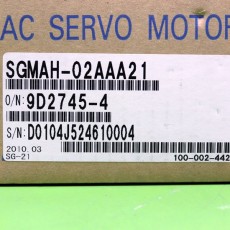 AC SERVO MOTOR
SGMAH-02AAA21
O/N: 9D2745-4
S/N: D0104J524610004
2010.03
SG-21
100-002-442